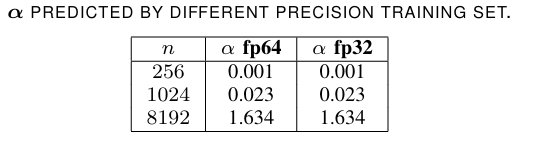 α PREDICTED BY DIFFERENT PRECISION TRAINING SET.
n α fp64 α fp32
256 0.001 0.001
1024 0.023 0.023
8192 1.634 1.634